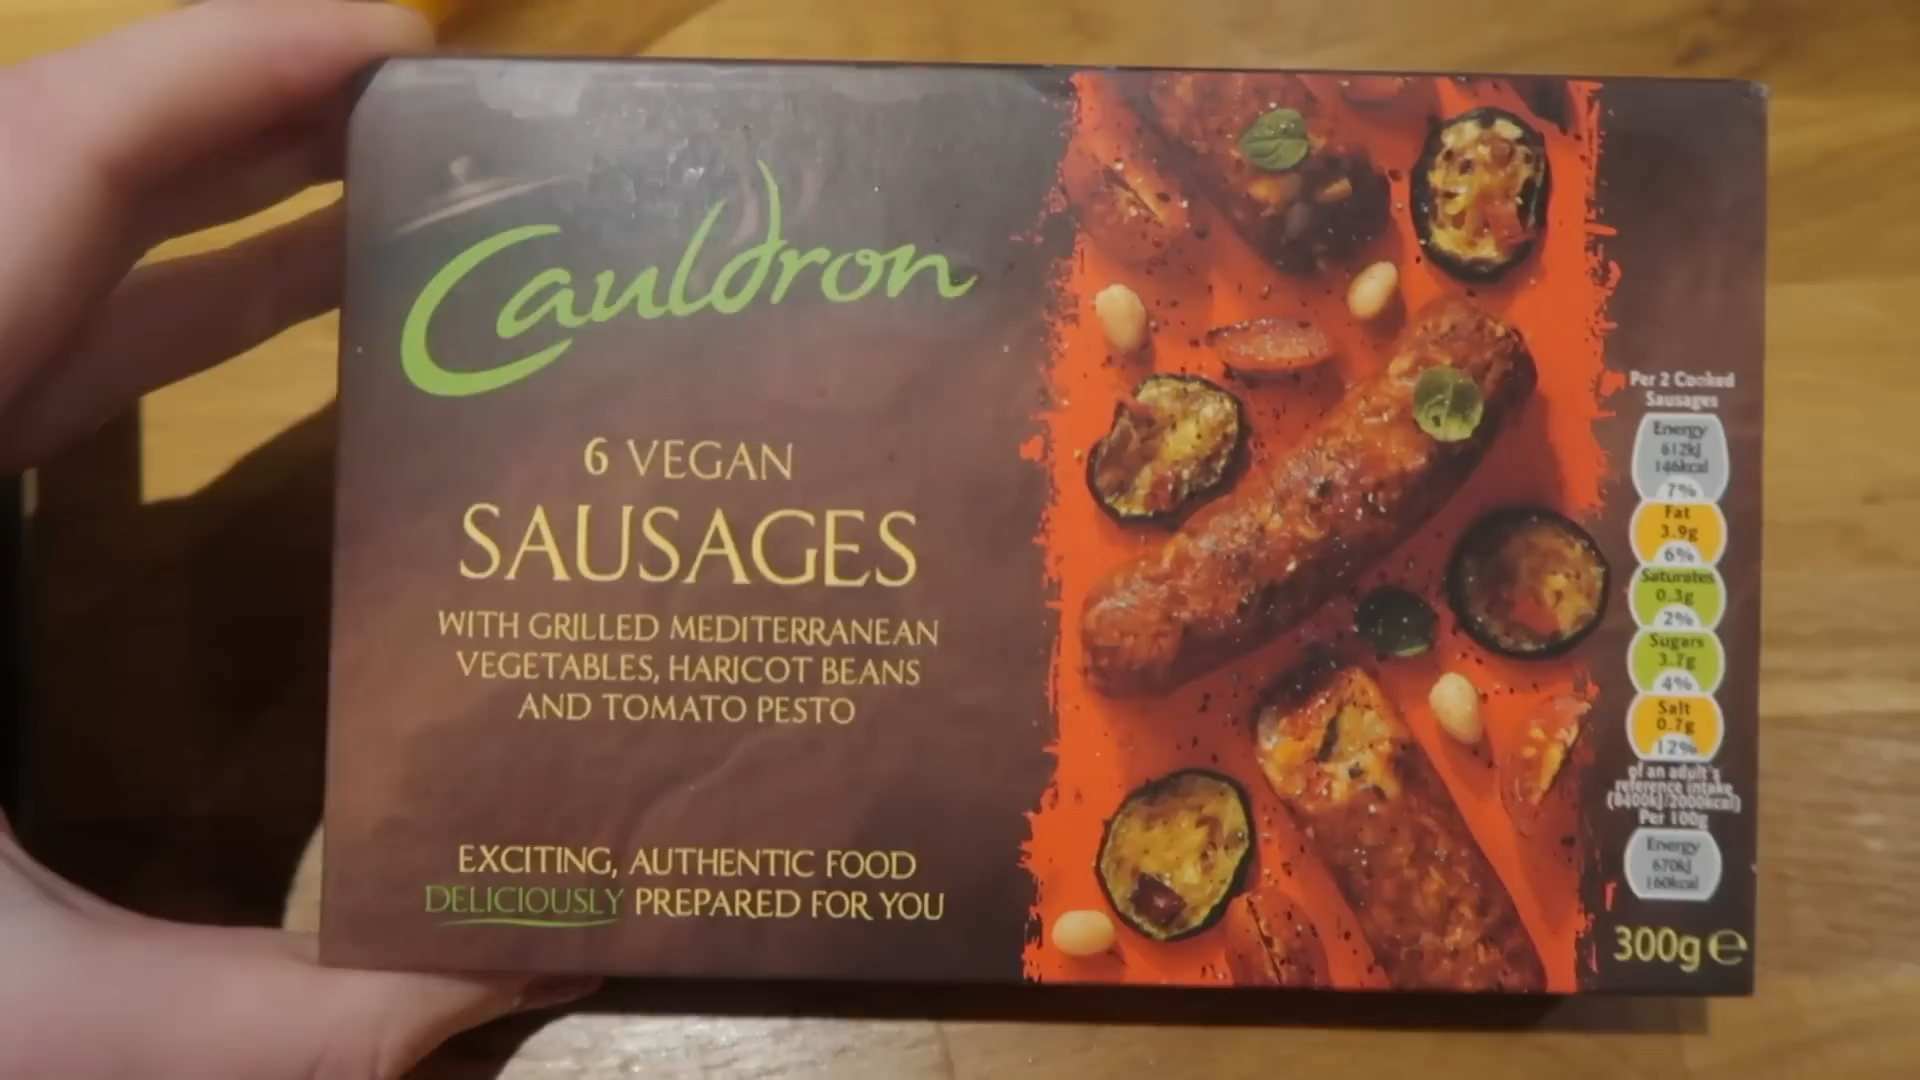 Cauldron
6 VEGAN
SAUSAGES
WITH GRILLED MEDITERRANEAN
VEGETABLES, HARICOT BEANS
AND TOMATO PESTO
EXCITING, AUTHENTIC FOOD
DELICIOUSLY PREPARED FOR YOU
Per 2 Cooked
Sausages
Energy
612kJ
146kcal
7%
Fat
3.9g
6%
Saturates
0.3g
2%
Sugars
3.7g
4%
Salt
0.7g
12%
of an adult's
reference intake
(8400kJ/2000kcal)
Per 100g
Energy
670kJ
160kcal
300g e